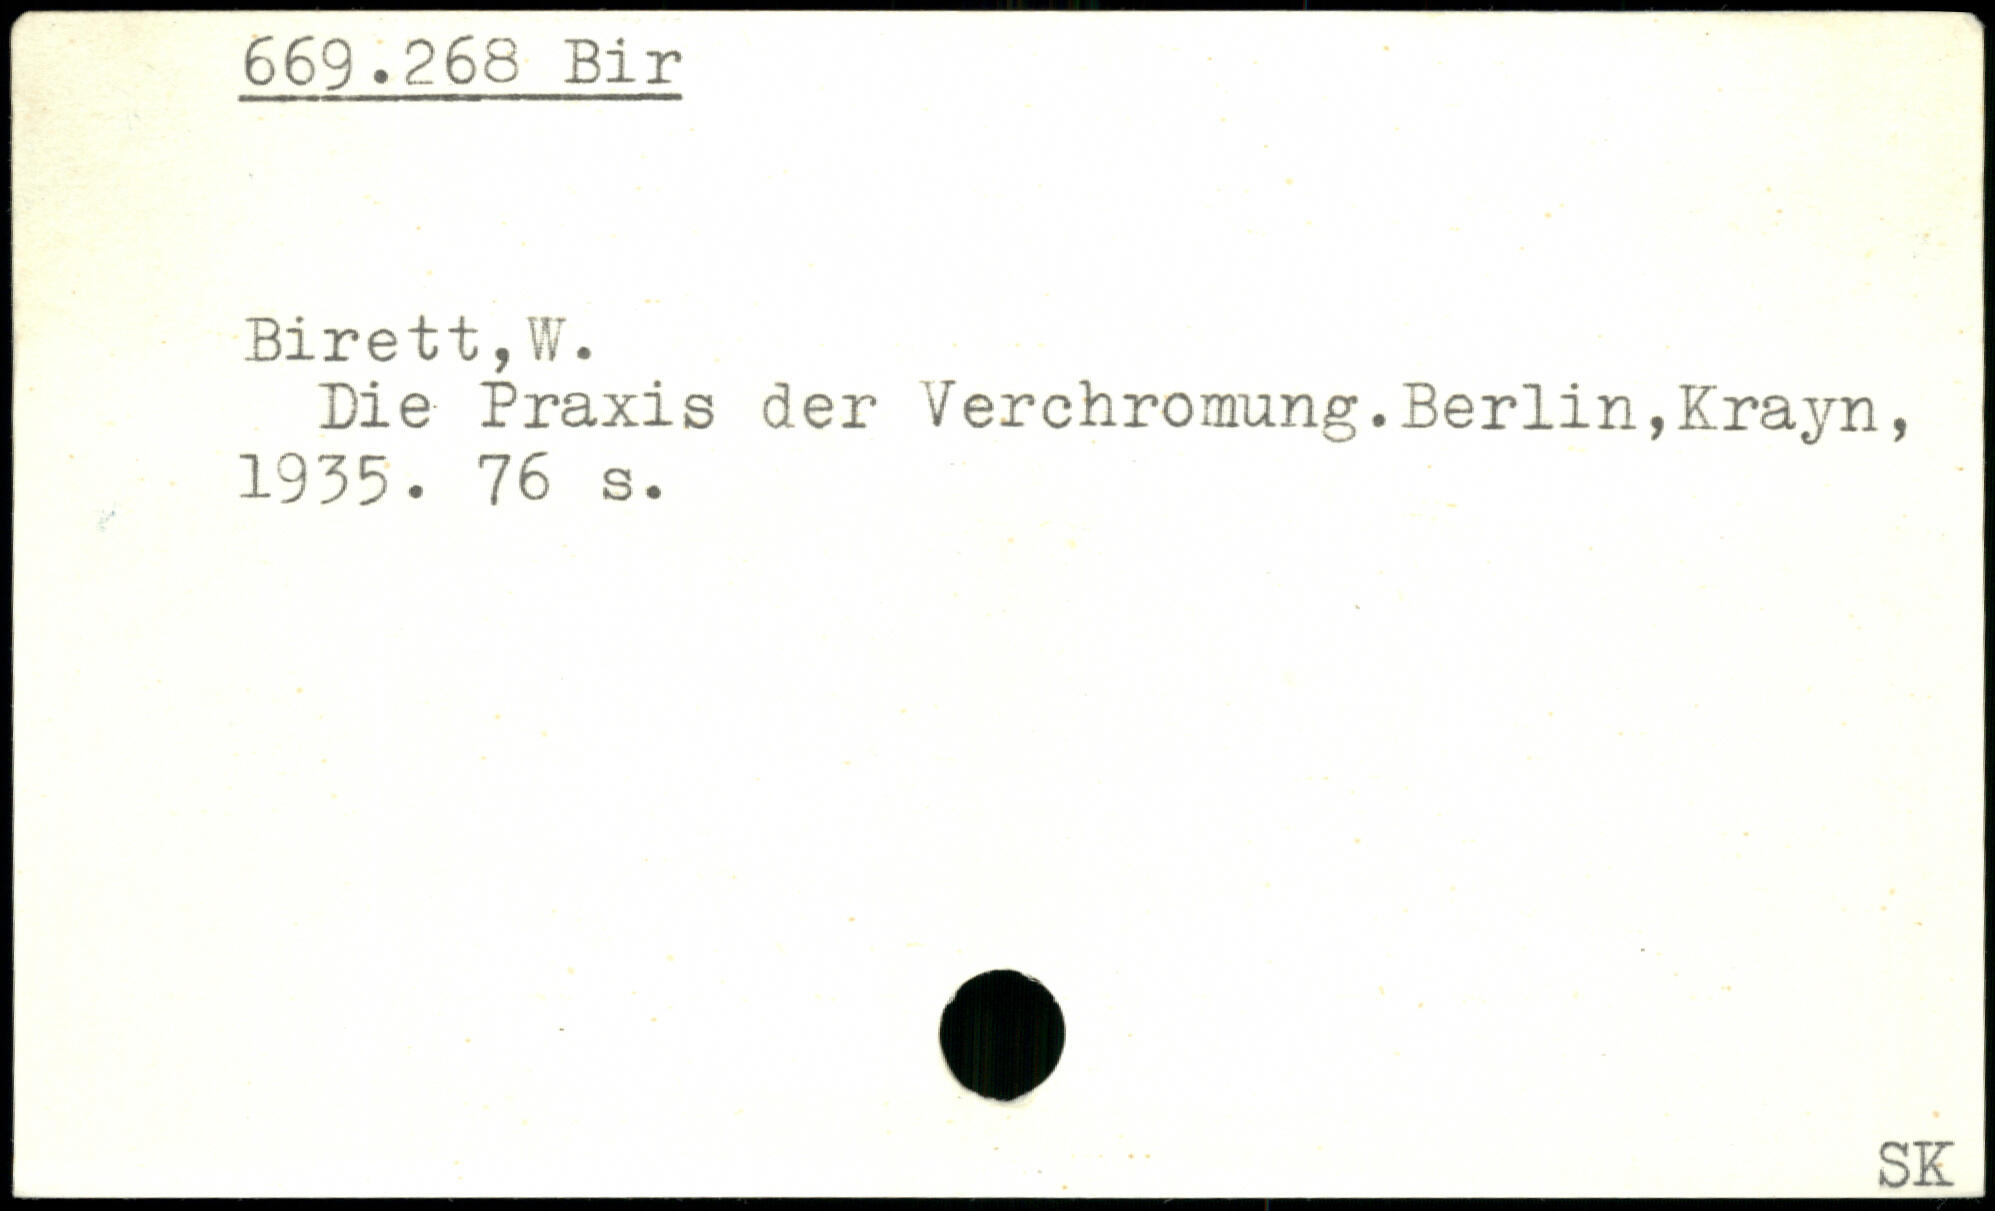 669.268 Bir
Birett,W.
Die Praxis der Verchromung.Berlin,Krayn,
1935. 76 s.
SK